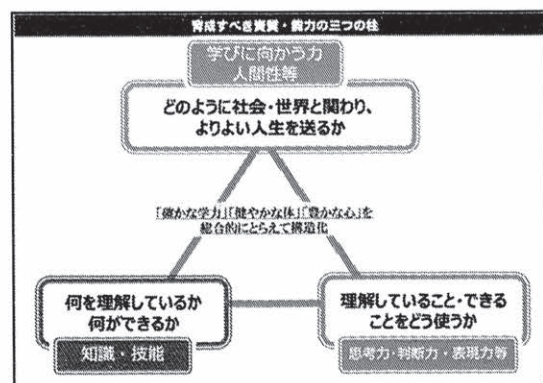 育成すべき資質・能力の三つの柱
学びに向かう力
人間性等
どのように社会・世界と関わり、
よりよい人生を送るか
「確かな学力」「健やかな体」「豊かな心」を
総合的にとらえて構造化
何を理解しているか
何ができるか
知識・技能
理解していること・できる
ことをどう使うか
思考力・判断力・表現力等